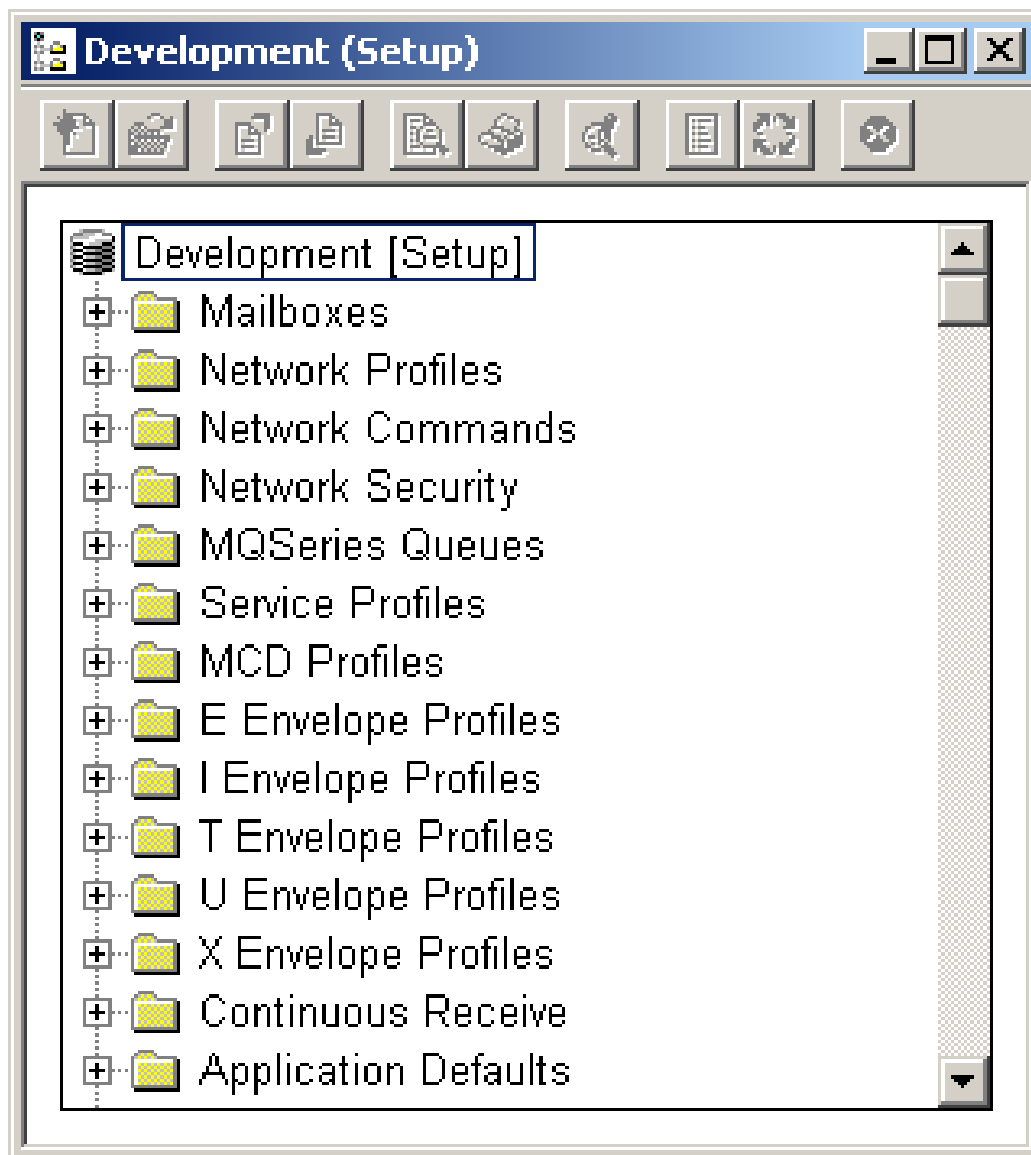 Development (Setup)
Development [Setup]
Mailboxes
Network Profiles
Network Commands
Network Security
MQSeries Queues
Service Profiles
MCD Profiles
E Envelope Profiles
I Envelope Profiles
T Envelope Profiles
U Envelope Profiles
X Envelope Profiles
Continuous Receive
Application Defaults